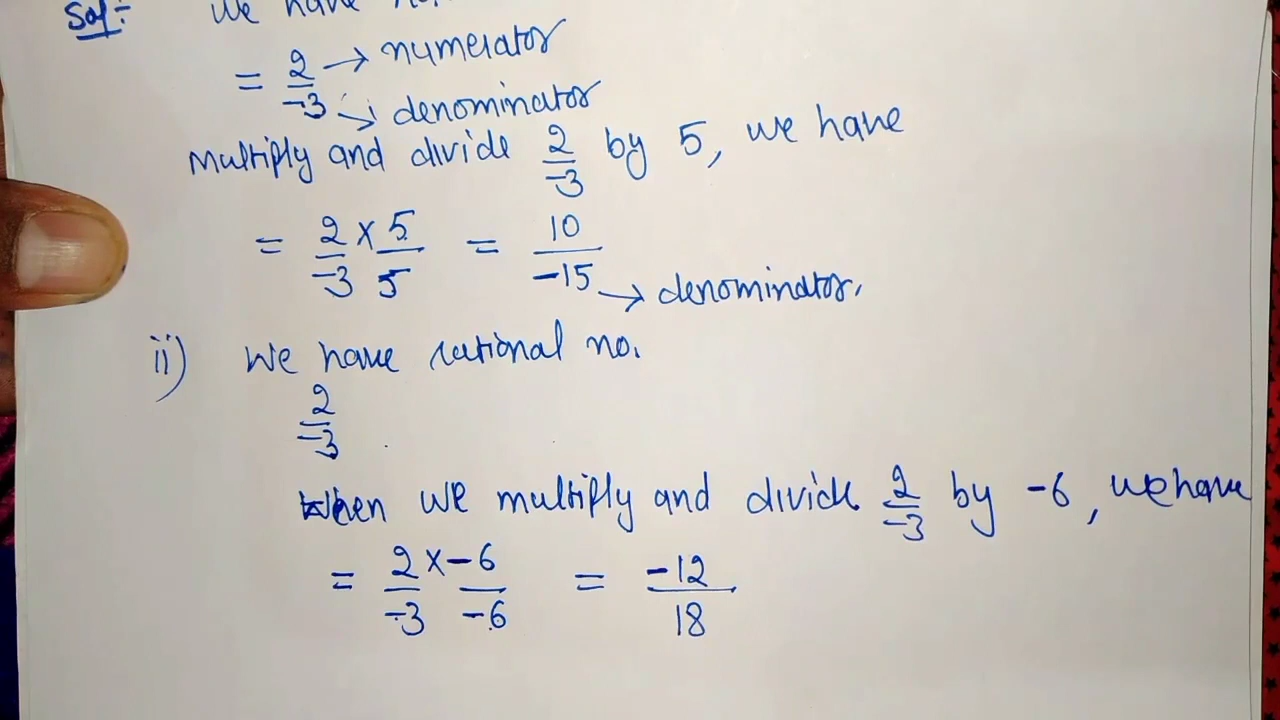 Sol:- We have
= 2/-3 → numerator
→ denominator
Multiply and divide 2/-3 by 5, we have
= 2/-3 × 5/5 = 10/-15 → denominator.
ii) We have rational no.
2/-3
When we multiply and divide 2/-3 by -6, we have
= 2/-3 × -6/-6 = -12/18